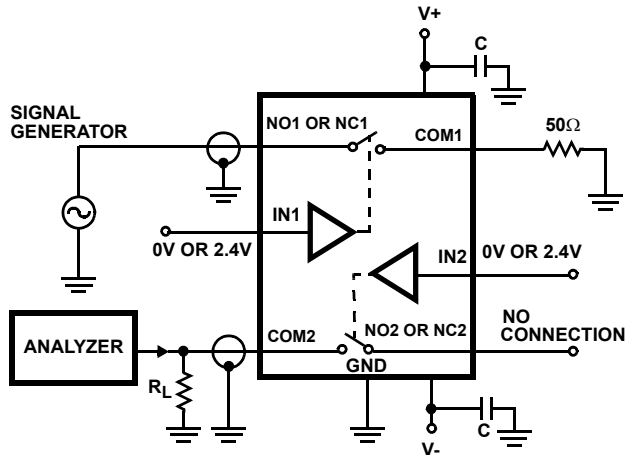 V+
C
SIGNAL
GENERATOR
NO1 OR NC1
COM1
50Ω
IN1
0V OR 2.4V
IN2
0V OR 2.4V
ANALYZER
COM2
NO2 OR NC2
NO
CONNECTION
GND
RL
C
V-